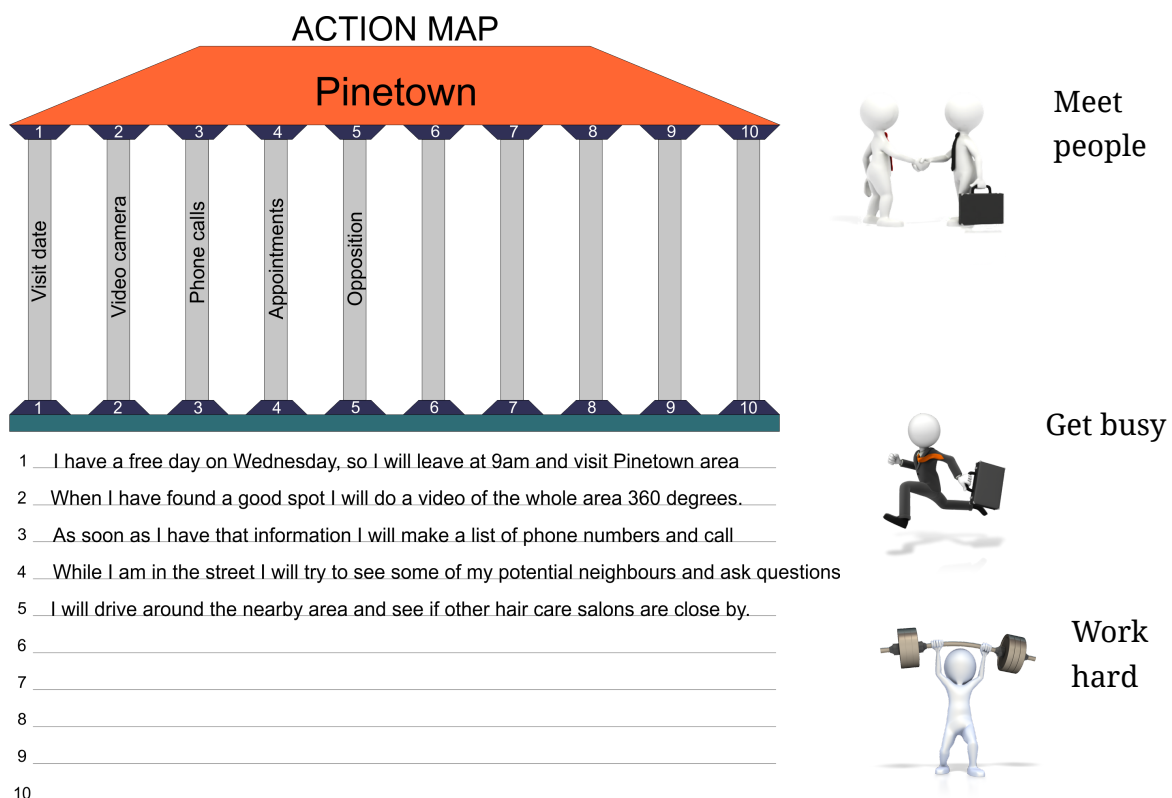 ACTION MAP
Pinetown
1 2 3 4 5 6 7 8 9 10
Visit date
Video camera
Phone calls
Appointments
Opposition
1 2 3 4 5 6 7 8 9 10
1 I have a free day on Wednesday, so I will leave at 9am and visit Pinetown area
2 When I have found a good spot I will do a video of the whole area 360 degrees.
3 As soon as I have that information I will make a list of phone numbers and call
4 While I am in the street I will try to see some of my potential neighbours and ask questions
5 I will drive around the nearby area and see if other hair care salons are close by.
6
7
8
9
10
Meet
people
Get busy
Work
hard